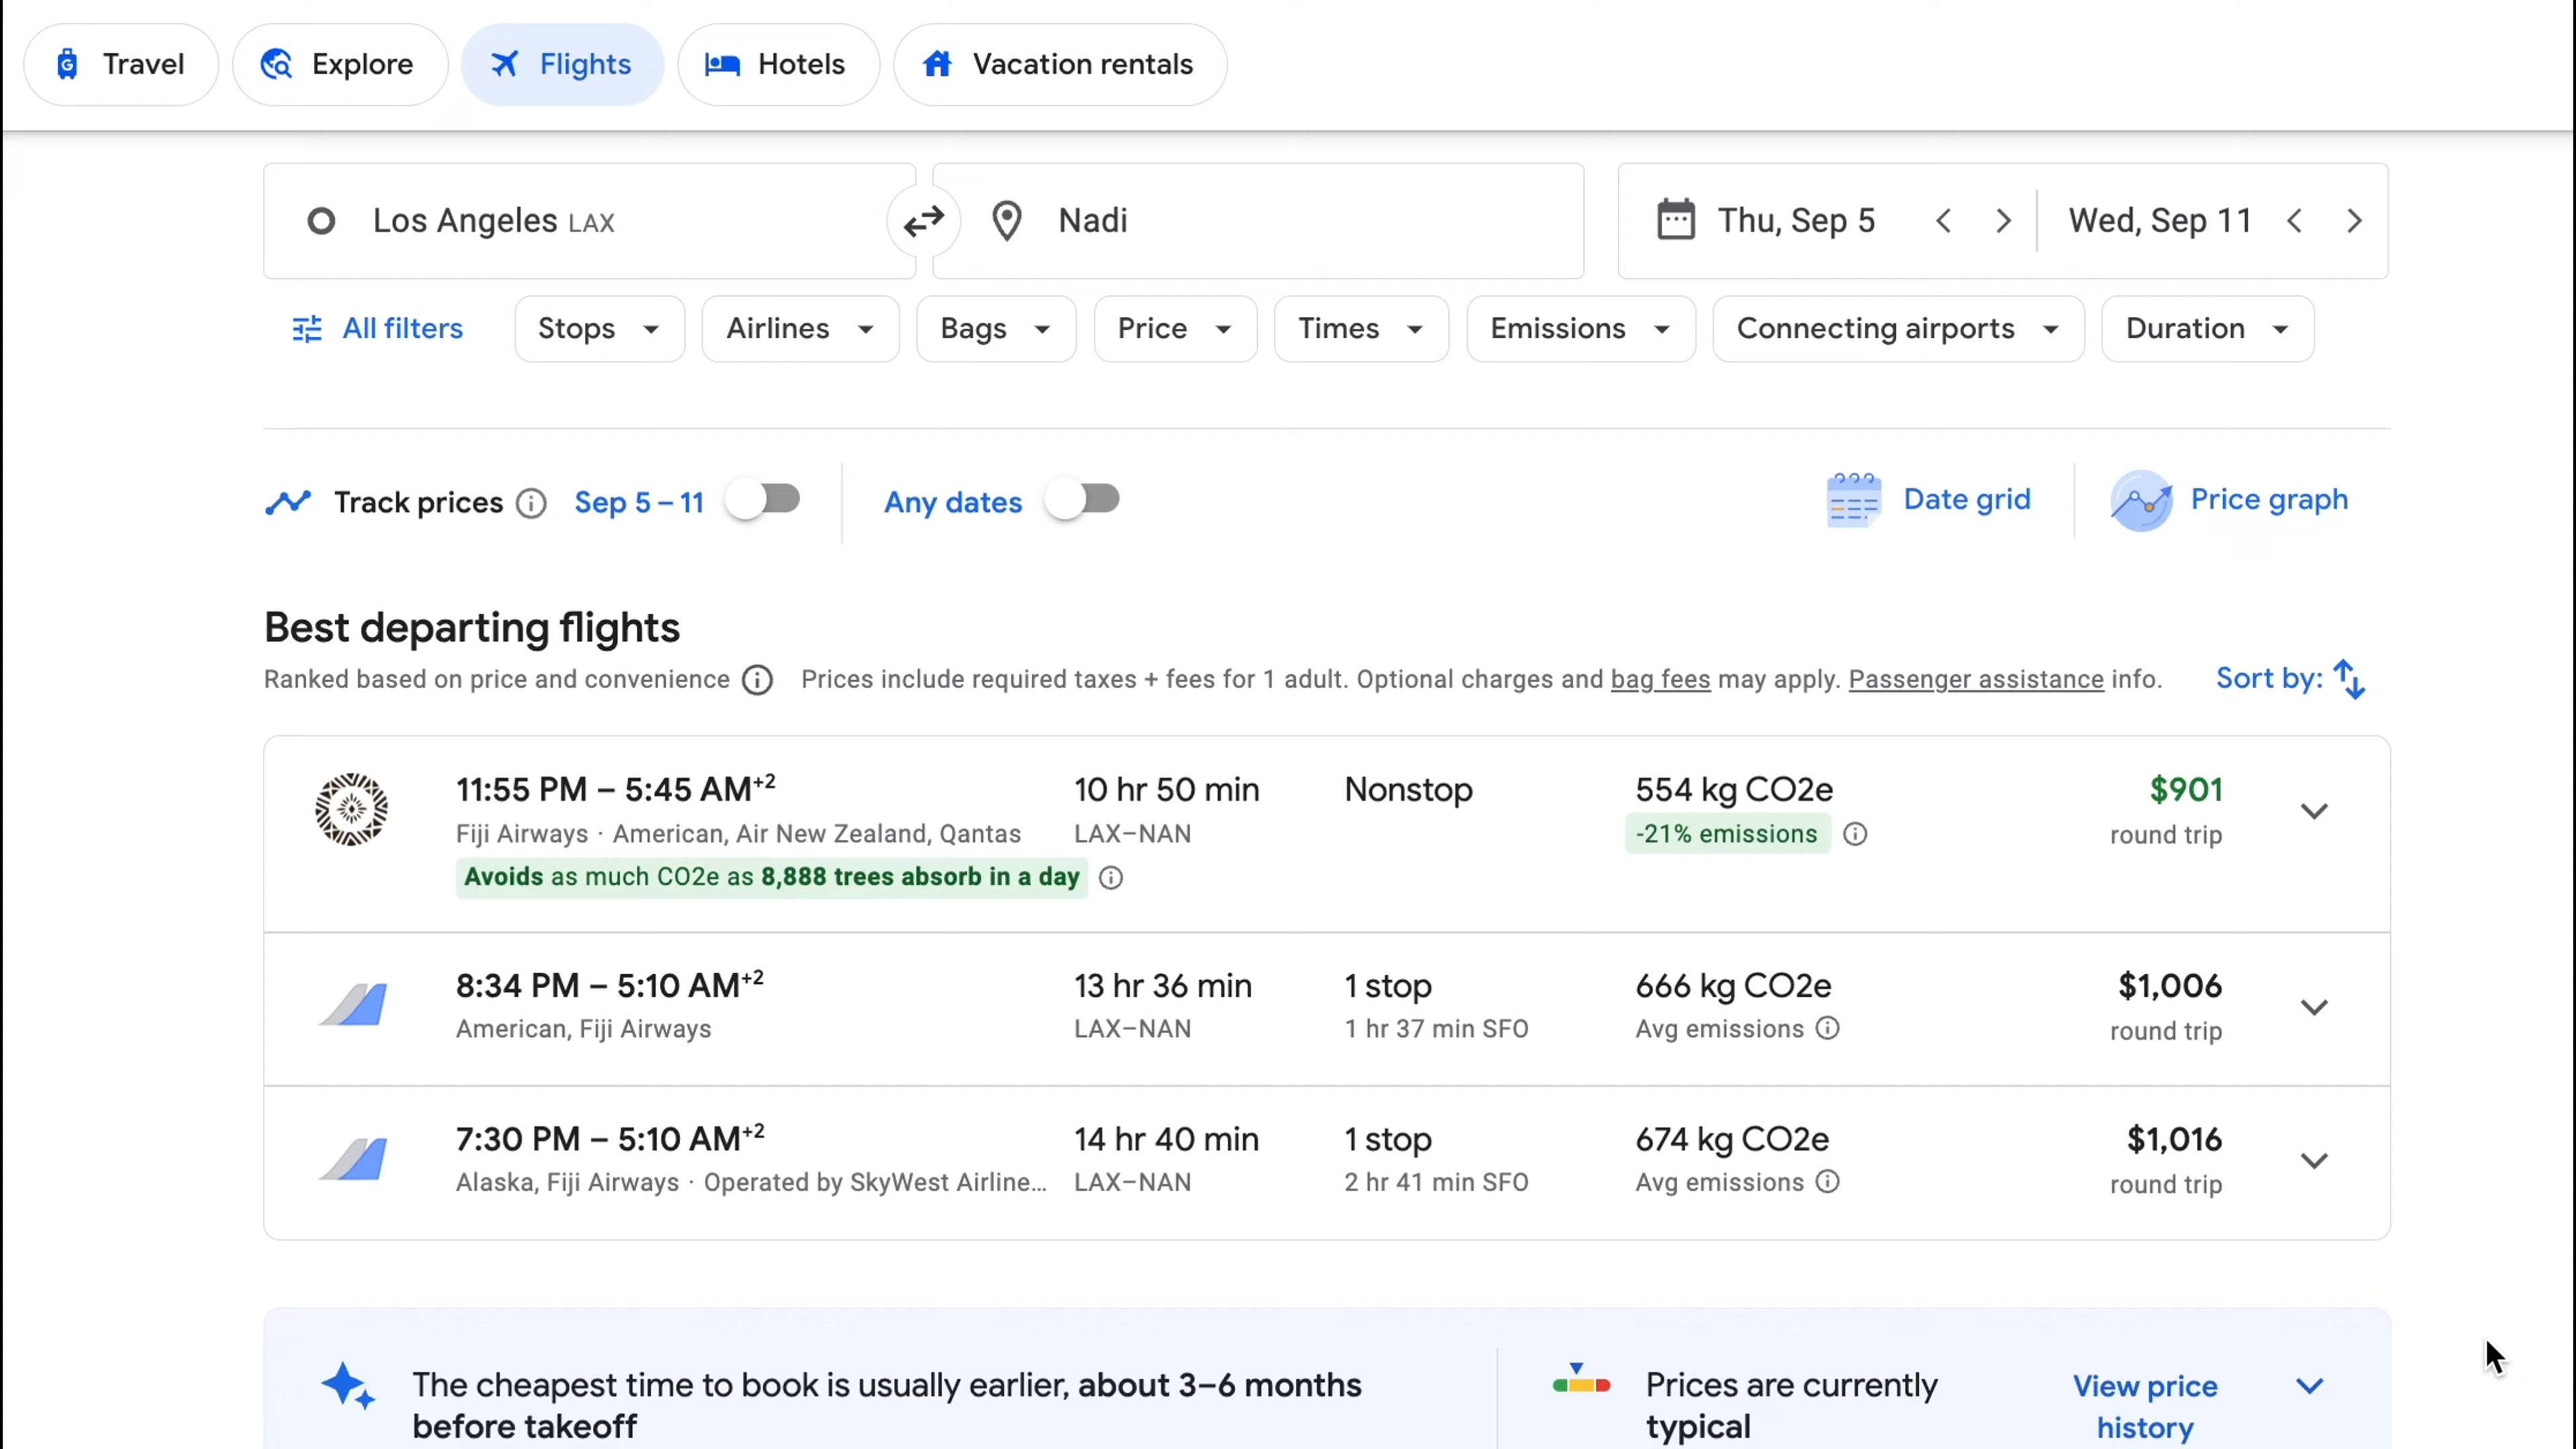 Travel
Explore
Flights
Hotels
Vacation rentals
Los Angeles LAX
Nadi
Thu, Sep 5
Wed, Sep 11
All filters
Stops
Airlines
Bags
Price
Times
Emissions
Connecting airports
Duration
Track prices
Sep 5 – 11
Any dates
Date grid
Price graph
Best departing flights
Ranked based on price and convenience
Prices include required taxes + fees for 1 adult. Optional charges and bag fees may apply. Passenger assistance info.
Sort by:
11:55 PM – 5:45 AM+2
Fiji Airways · American, Air New Zealand, Qantas
Avoids as much CO2e as 8,888 trees absorb in a day
10 hr 50 min
LAX–NAN
Nonstop
554 kg CO2e
-21% emissions
$901
round trip
8:34 PM – 5:10 AM+2
American, Fiji Airways
13 hr 36 min
LAX–NAN
1 stop
1 hr 37 min SFO
666 kg CO2e
Avg emissions
$1,006
round trip
7:30 PM – 5:10 AM+2
Alaska, Fiji Airways · Operated by SkyWest Airline...
14 hr 40 min
LAX–NAN
1 stop
2 hr 41 min SFO
674 kg CO2e
Avg emissions
$1,016
round trip
The cheapest time to book is usually earlier, about 3–6 months
before takeoff
Prices are currently
typical
View price
history